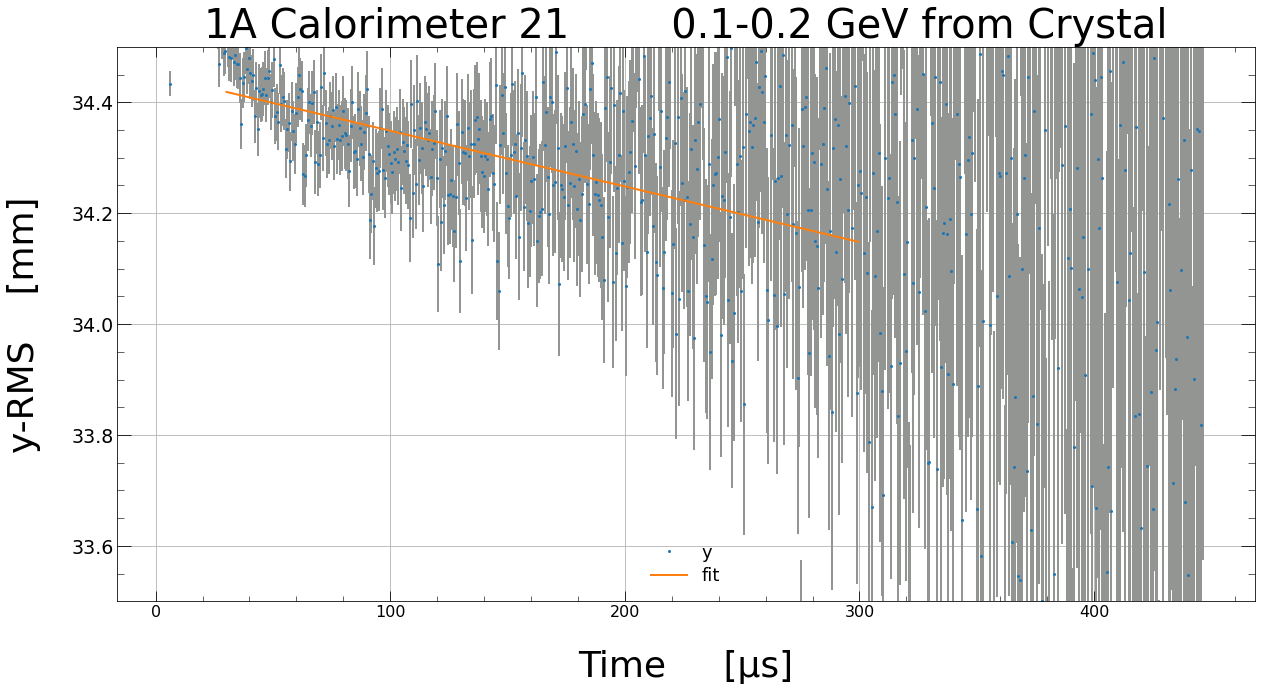 1A Calorimeter 21 0.1-0.2 GeV from Crystal
y-RMS [mm]
34.4
34.2
34.0
33.8
33.6
y
fit
0 100 200 300 400
Time [μs]